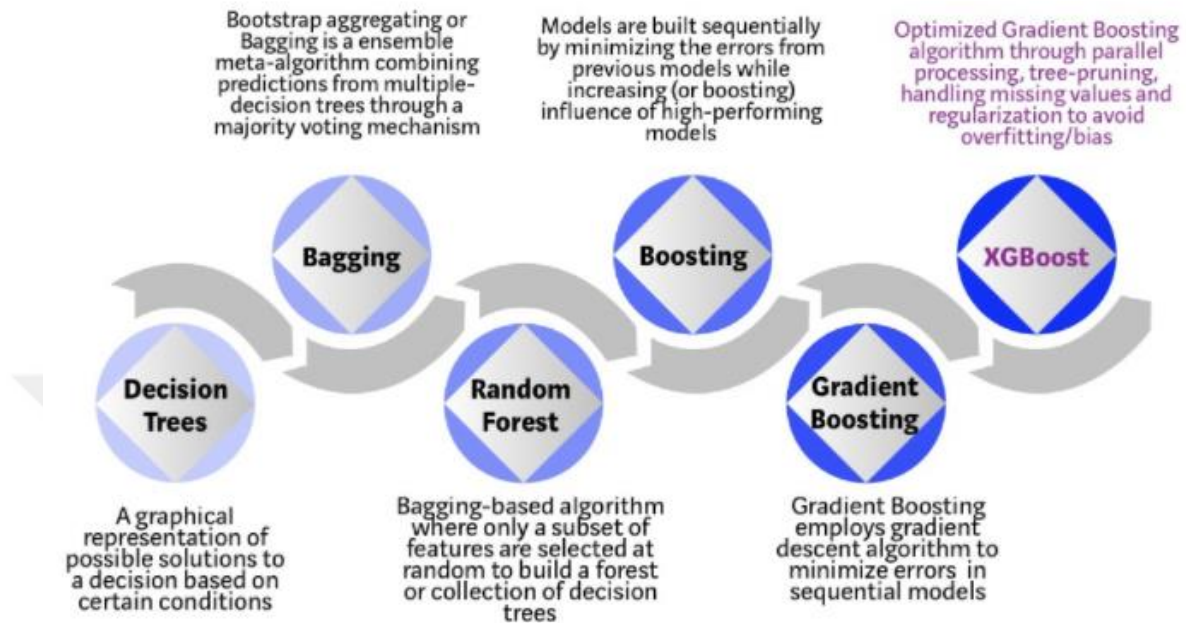 Bootstrap aggregating or
Bagging is a ensemble
meta-algorithm combining
predictions from multiple-
decision trees through a
majority voting mechanism
Models are built sequentially
by minimizing the errors from
previous models while
increasing (or boosting)
influence of high-performing
models
Optimized Gradient Boosting
algorithm through parallel
processing, tree-pruning,
handling missing values and
regularization to avoid
overfitting/bias
Bagging
Boosting
XGBoost
Decision
Trees
Random
Forest
Gradient
Boosting
A graphical
representation of
possible solutions to
a decision based on
certain conditions
Bagging-based algorithm
where only a subset of
features are selected at
random to build a forest
or collection of decision
trees
Gradient Boosting
employs gradient
descent algorithm to
minimize errors in
sequential models